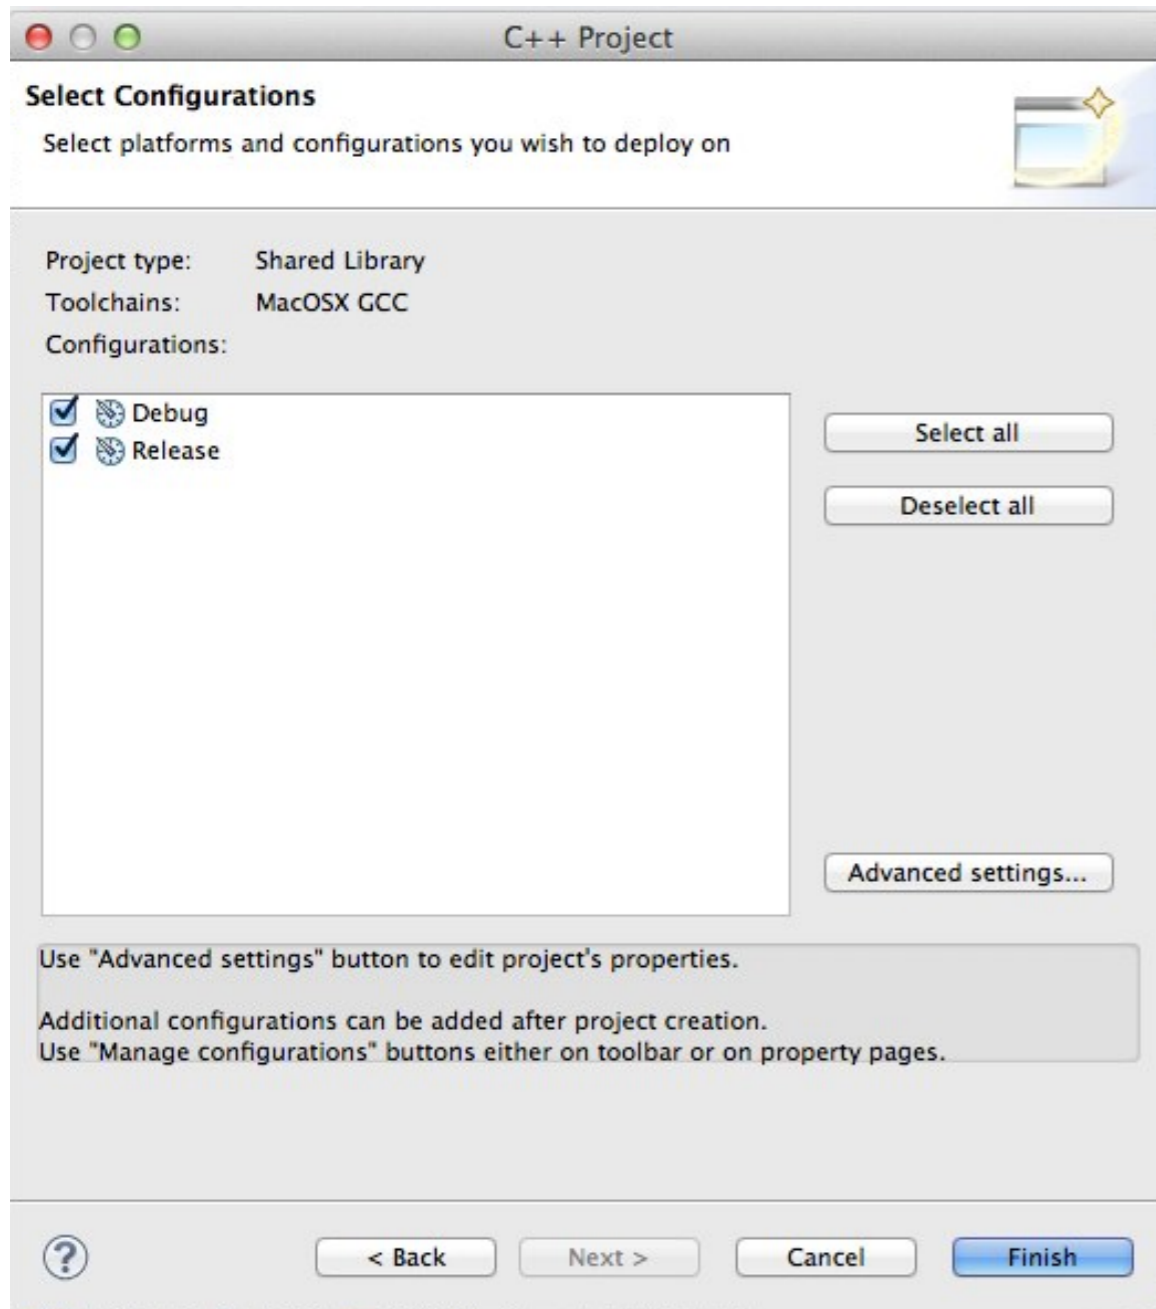 C++ Project
Select Configurations
Select platforms and configurations you wish to deploy on
Project type: Shared Library
Toolchains: MacOSX GCC
Configurations:
Debug
Release
Select all
Deselect all
Advanced settings...
Use "Advanced settings" button to edit project's properties.
Additional configurations can be added after project creation.
Use "Manage configurations" buttons either on toolbar or on property pages.
?
< Back Next > Cancel Finish